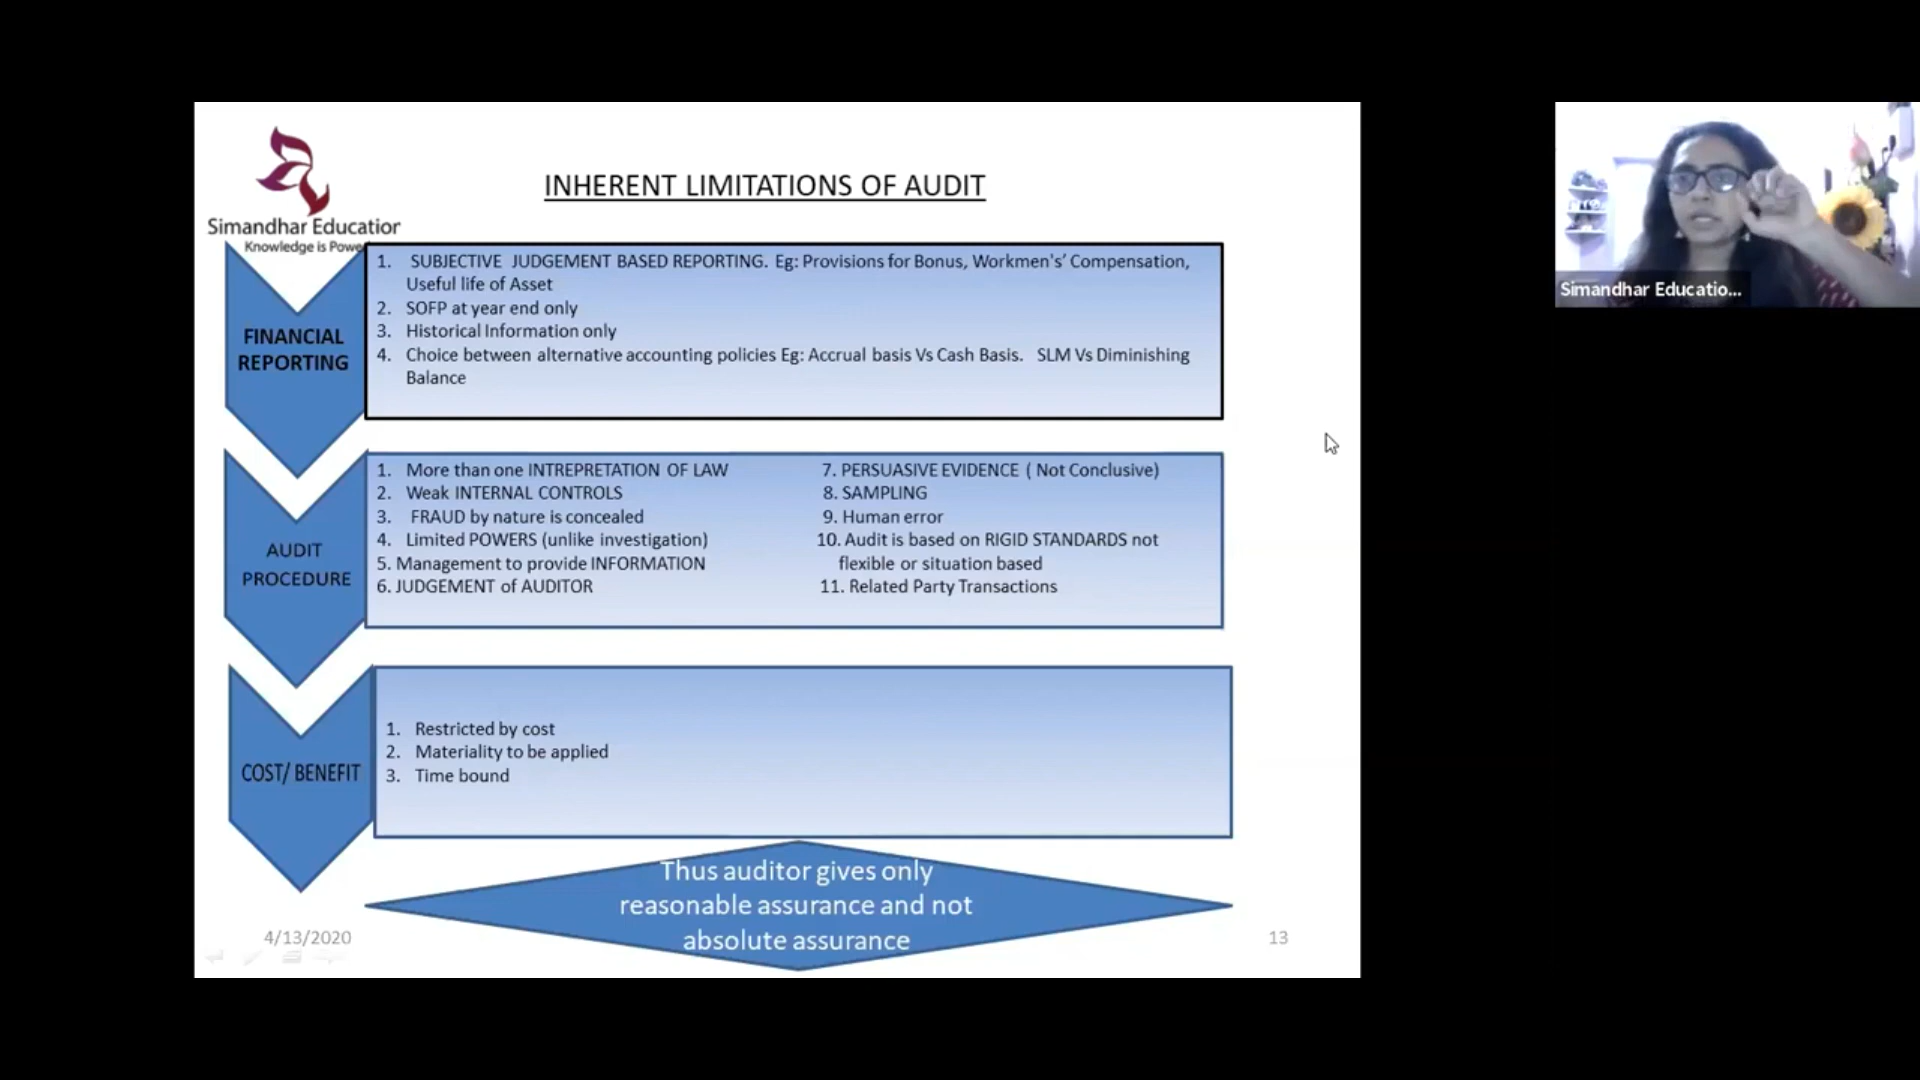 Simandhar Education
Knowledge is Powe
INHERENT LIMITATIONS OF AUDIT
FINANCIAL
REPORTING
1. SUBJECTIVE JUDGEMENT BASED REPORTING. Eg: Provisions for Bonus, Workmen's' Compensation,
Useful life of Asset
2. SOFP at year end only
3. Historical Information only
4. Choice between alternative accounting policies Eg: Accrual basis Vs Cash Basis. SLM Vs Diminishing
Balance
AUDIT
PROCEDURE
1. More than one INTREPRETATION OF LAW
2. Weak INTERNAL CONTROLS
3. FRAUD by nature is concealed
4. Limited POWERS (unlike investigation)
5. Management to provide INFORMATION
6. JUDGEMENT of AUDITOR
7. PERSUASIVE EVIDENCE ( Not Conclusive)
8. SAMPLING
9. Human error
10. Audit is based on RIGID STANDARDS not
flexible or situation based
11. Related Party Transactions
COST/ BENEFIT
1. Restricted by cost
2. Materiality to be applied
3. Time bound
Thus auditor gives only
reasonable assurance and not
absolute assurance
4/13/2020
13
Simandhar Educatio...